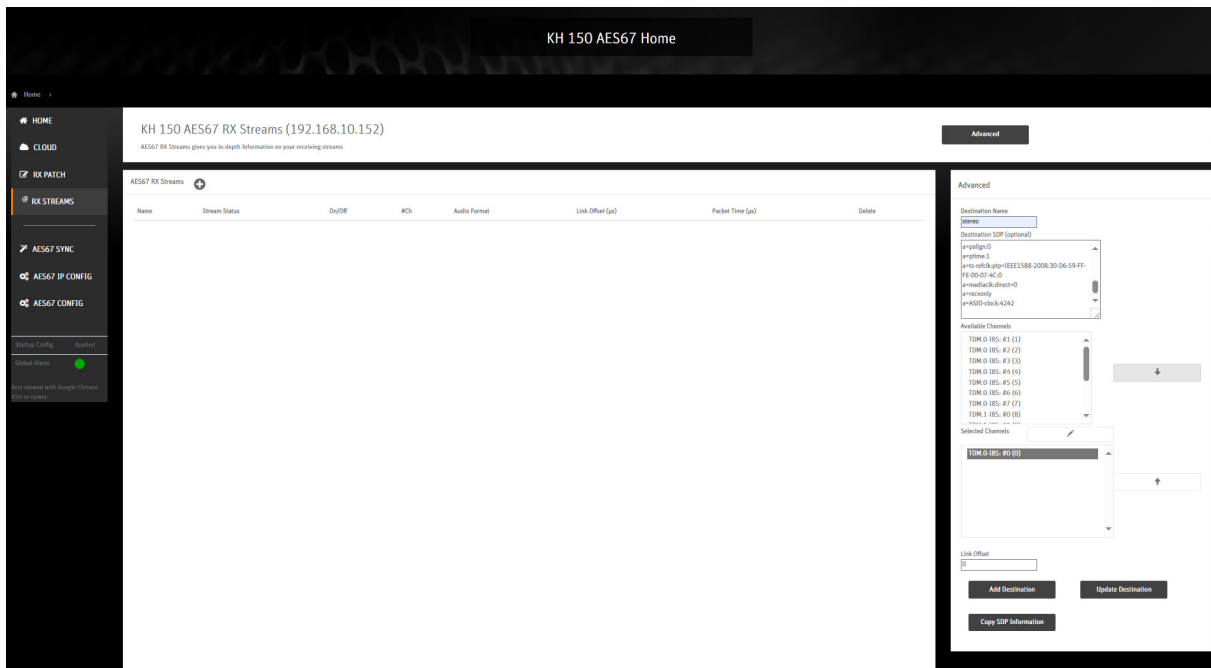 KH 150 AES67 Home
Home ›
HOME
CLOUD
RX PATCH
RX STREAMS
AES67 SYNC
AES67 IP CONFIG
AES67 CONFIG
Startup Config Applied
Global Alarm
Best viewed with Google Chrome
or newer.
KH 150 AES67 RX Streams (192.168.10.152)
AES67 RX Streams gives you in-depth Information on your receiving streams
Advanced
AES67 RX Streams
Name Stream Status On/Off #Ch Audio Format Link Offset (µs) Packet Time (µs) Delete
Advanced
Destination Name
stereo
Destination SDP (optional)
a=palign:0
a=ptime:1
a=ts-refclk:ptp=IEEE1588-2008:30-D6-59-FF-
FE-00-07-4C:0
a=mediaclk:direct=0
a=recvonly
a=ASIO-clock:4242
Available Channels
TDM.0-I8S: #1 (1)
TDM.0-I8S: #2 (2)
TDM.0-I8S: #3 (3)
TDM.0-I8S: #4 (4)
TDM.0-I8S: #5 (5)
TDM.0-I8S: #6 (6)
TDM.0-I8S: #7 (7)
TDM.1-I8S: #0 (8)
Selected Channels
TDM.0-I8S: #0 (0)
Link Offset
0
Add Destination Update Destination
Copy SDP Information